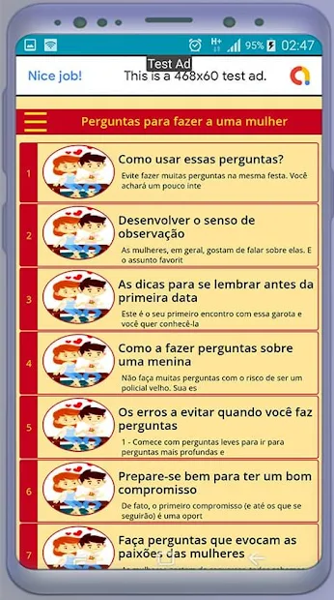 H+
95%
02:47
Test Ad
Nice job!
This is a 468x60 test ad.
Perguntas para fazer a uma mulher
1
Como usar essas perguntas?
Evite fazer muitas perguntas na mesma festa. Você
achará um pouco inte
2
Desenvolver o senso de
observação
As mulheres, em geral, gostam de falar sobre elas. E
o assunto favorit
3
As dicas para se lembrar antes da
primeira data
Este é o seu primeiro encontro com essa garota e
você quer conhecê-la
4
Como a fazer perguntas sobre
uma menina
Não faça muitas perguntas com o risco de ser um
policial velho. Sua es
5
Os erros a evitar quando você faz
perguntas
1 - Comece com perguntas leves para ir para
perguntas mais profundas e
6
Prepare-se bem para ter um bom
compromisso
De fato, o primeiro compromisso (e até os que se
seguirão) é uma oport
7
Faça perguntas que evocam as
paixões das mulheres